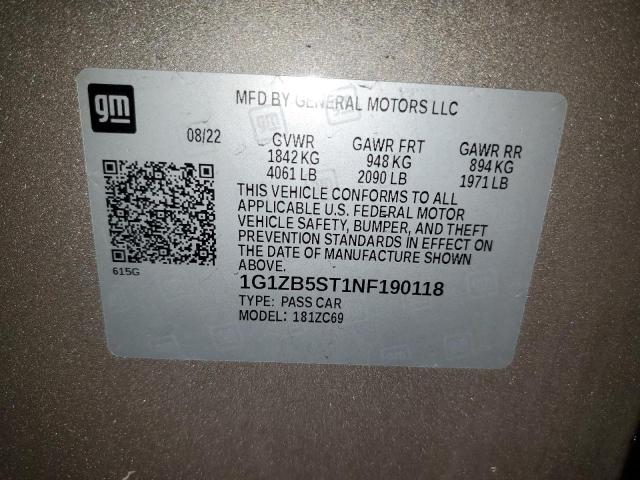 gm
MFD BY GENERAL MOTORS LLC
08/22 GVWR GAWR FRT GAWR RR
1842 KG 948 KG 894 KG
4061 LB 2090 LB 1971 LB
THIS VEHICLE CONFORMS TO ALL
APPLICABLE U.S. FEDERAL MOTOR
VEHICLE SAFETY, BUMPER, AND THEFT
PREVENTION STANDARDS IN EFFECT ON
THE DATE OF MANUFACTURE SHOWN
ABOVE.
615G
1G1ZB5ST1NF190118
TYPE: PASS CAR
MODEL: 181ZC69